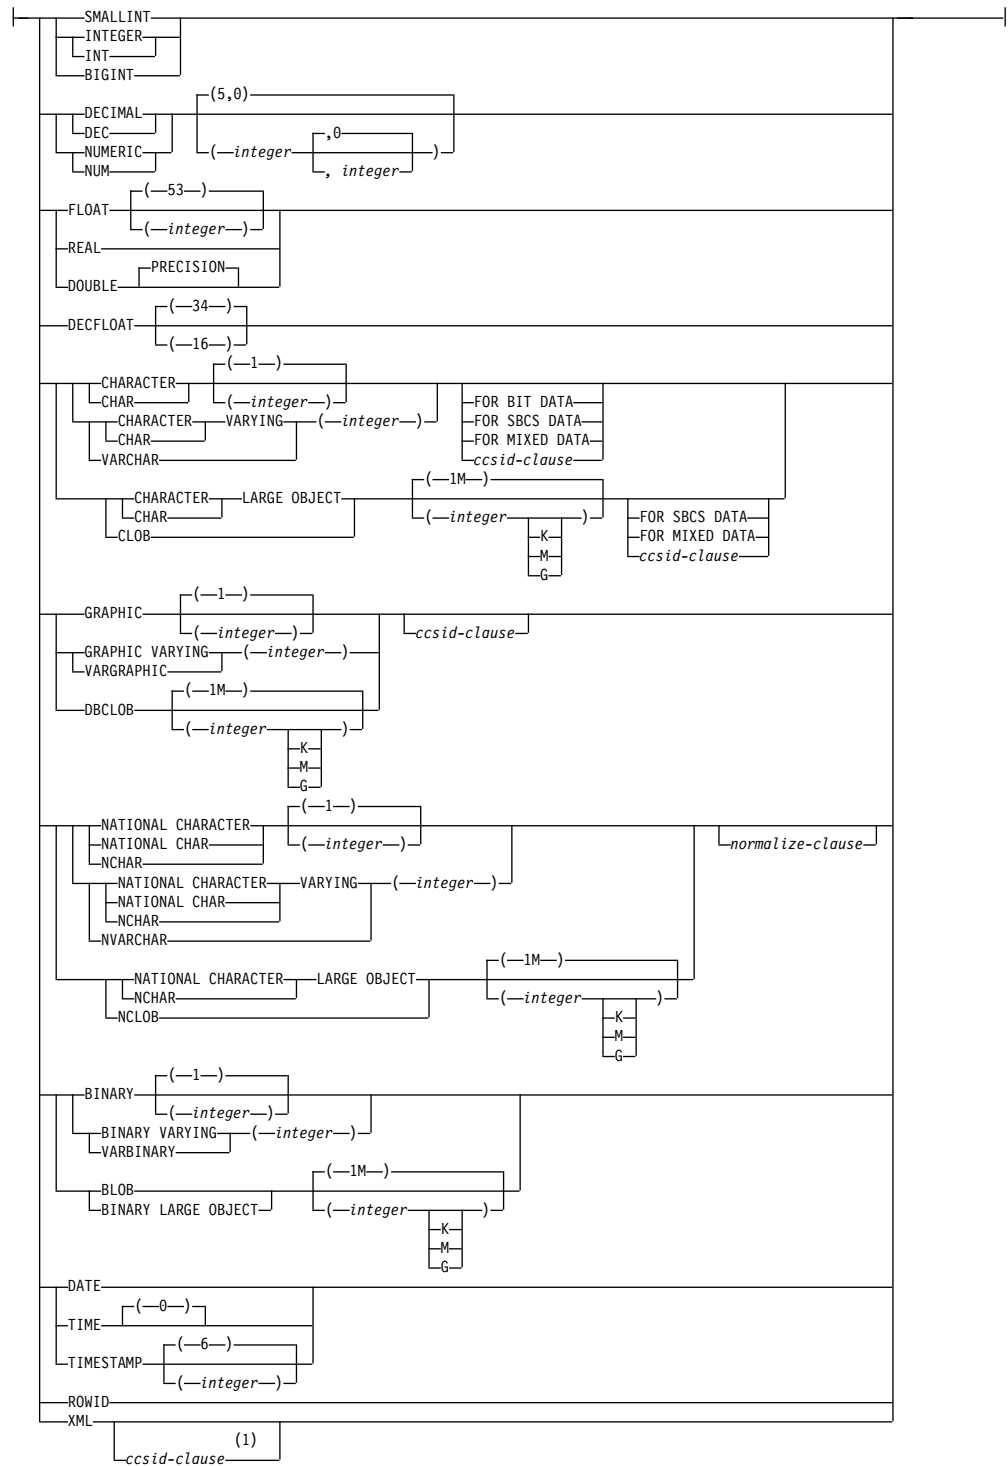 SMALLINT
INTEGER
INT
BIGINT
(5,0)
DECIMAL
DEC ,0
NUMERIC (integer )
NUM , integer
( 53 )
FLOAT
( integer )
REAL
PRECISION
DOUBLE
( 34 )
DECFLOAT
( 16 )
( 1 )
CHARACTER
CHAR ( integer ) FOR BIT DATA
CHARACTER VARYING ( integer ) FOR SBCS DATA
CHAR FOR MIXED DATA
VARCHAR ccsid-clause
( 1M )
CHARACTER LARGE OBJECT
CHAR ( integer ) FOR SBCS DATA
CLOB K FOR MIXED DATA
M ccsid-clause
G
( 1 )
GRAPHIC
( integer ) ccsid-clause
GRAPHIC VARYING ( integer )
VARGRAPHIC
( 1M )
DBCLOB
( integer )
K
M
G
( 1 )
NATIONAL CHARACTER
NATIONAL CHAR ( integer ) normalize-clause
NCHAR
NATIONAL CHARACTER VARYING ( integer )
NATIONAL CHAR
NCHAR
NVARCHAR
( 1M )
NATIONAL CHARACTER LARGE OBJECT
NCHAR ( integer )
NCLOB K
M
G
( 1 )
BINARY
( integer )
BINARY VARYING ( integer )
VARBINARY
( 1M )
BLOB
BINARY LARGE OBJECT ( integer )
K
M
G
DATE
( 0 )
TIME
( 6 )
TIMESTAMP
( integer )
ROWID
XML
(1)
ccsid-clause